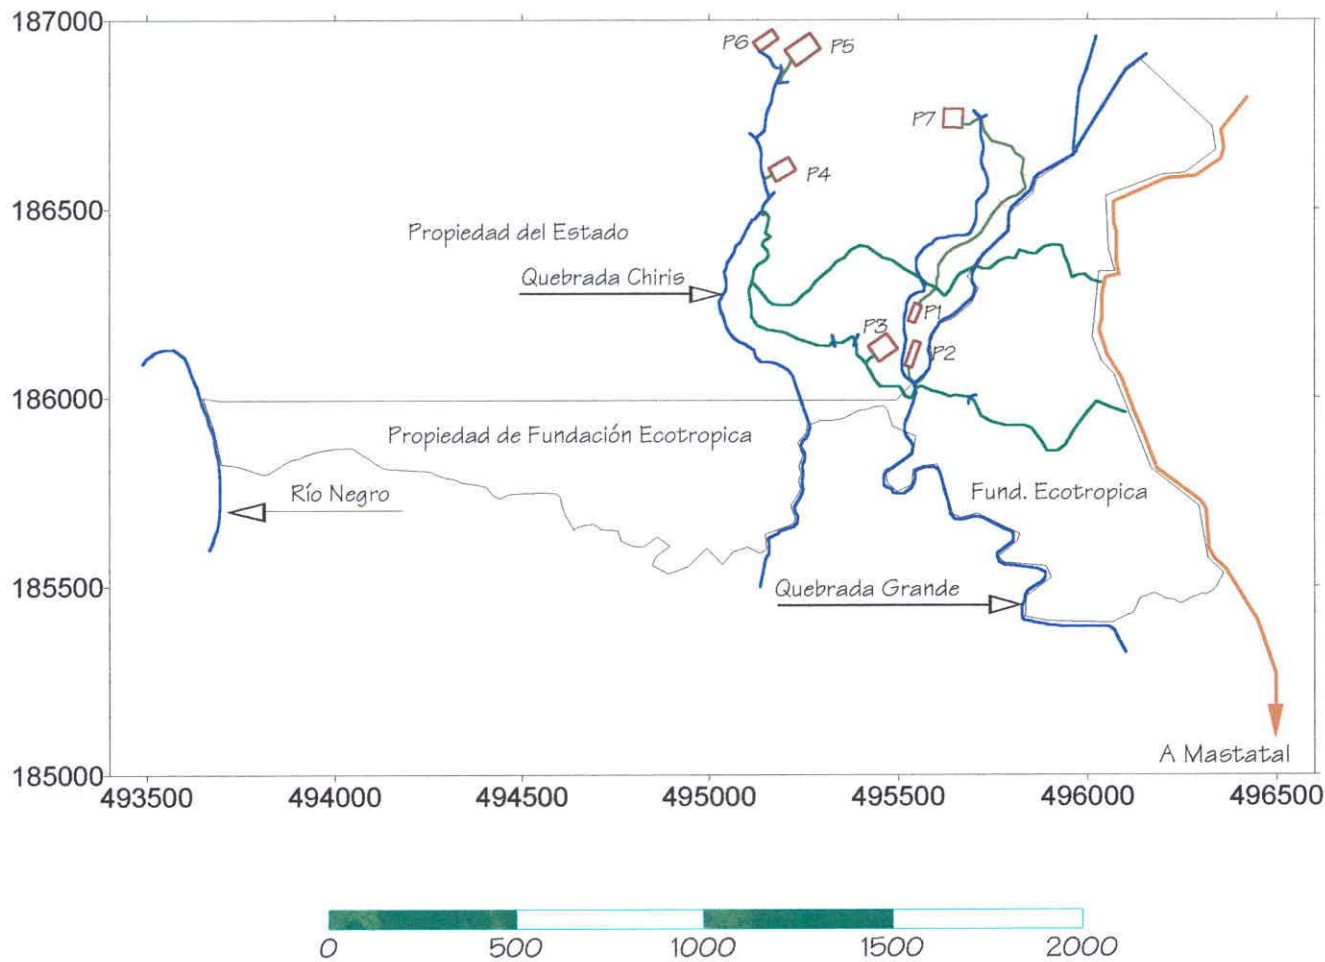 187000
P6
P5
P7
P4
186500
Propiedad del Estado
Quebrada Chiris
P1
P3
P2
186000
Propiedad de Fundación Ecotropica
Río Negro
Fund. Ecotropica
185500
Quebrada Grande
A Mastatal
185000
493500 494000 494500 495000 495500 496000 496500
0 500 1000 1500 2000